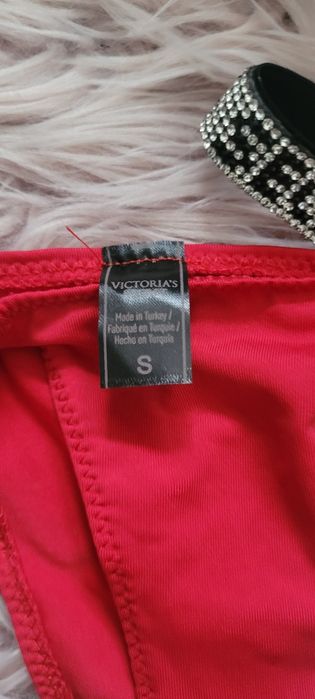 VICTORIA'S
Made in Turkey /
Fabriqué en Turquie /
Hecho en Turquía
S